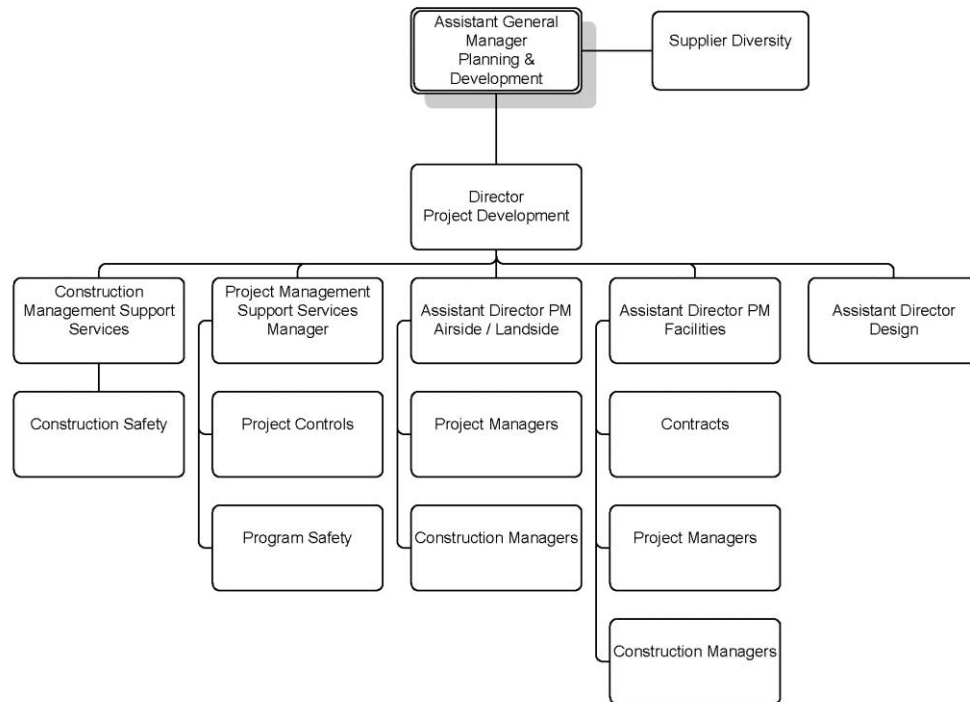 Assistant General
Manager
Planning &
Development
Supplier Diversity
Director
Project Development
Construction
Management Support
Services
Project Management
Support Services
Manager
Assistant Director PM
Airside / Landside
Assistant Director PM
Facilities
Assistant Director
Design
Construction Safety
Project Controls
Project Managers
Contracts
Program Safety
Construction Managers
Project Managers
Construction Managers